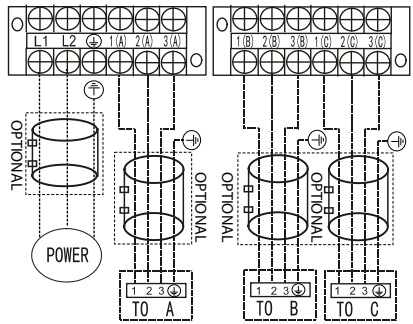 L1 L2 1(A) 2(A) 3(A)
1(B) 2(B) 3(B) 1(C) 2(C) 3(C)
OPTIONAL
OPTIONAL
OPTIONAL
OPTIONAL
POWER
1 2 3
TO A
1 2 3
TO B
1 2 3
TO C